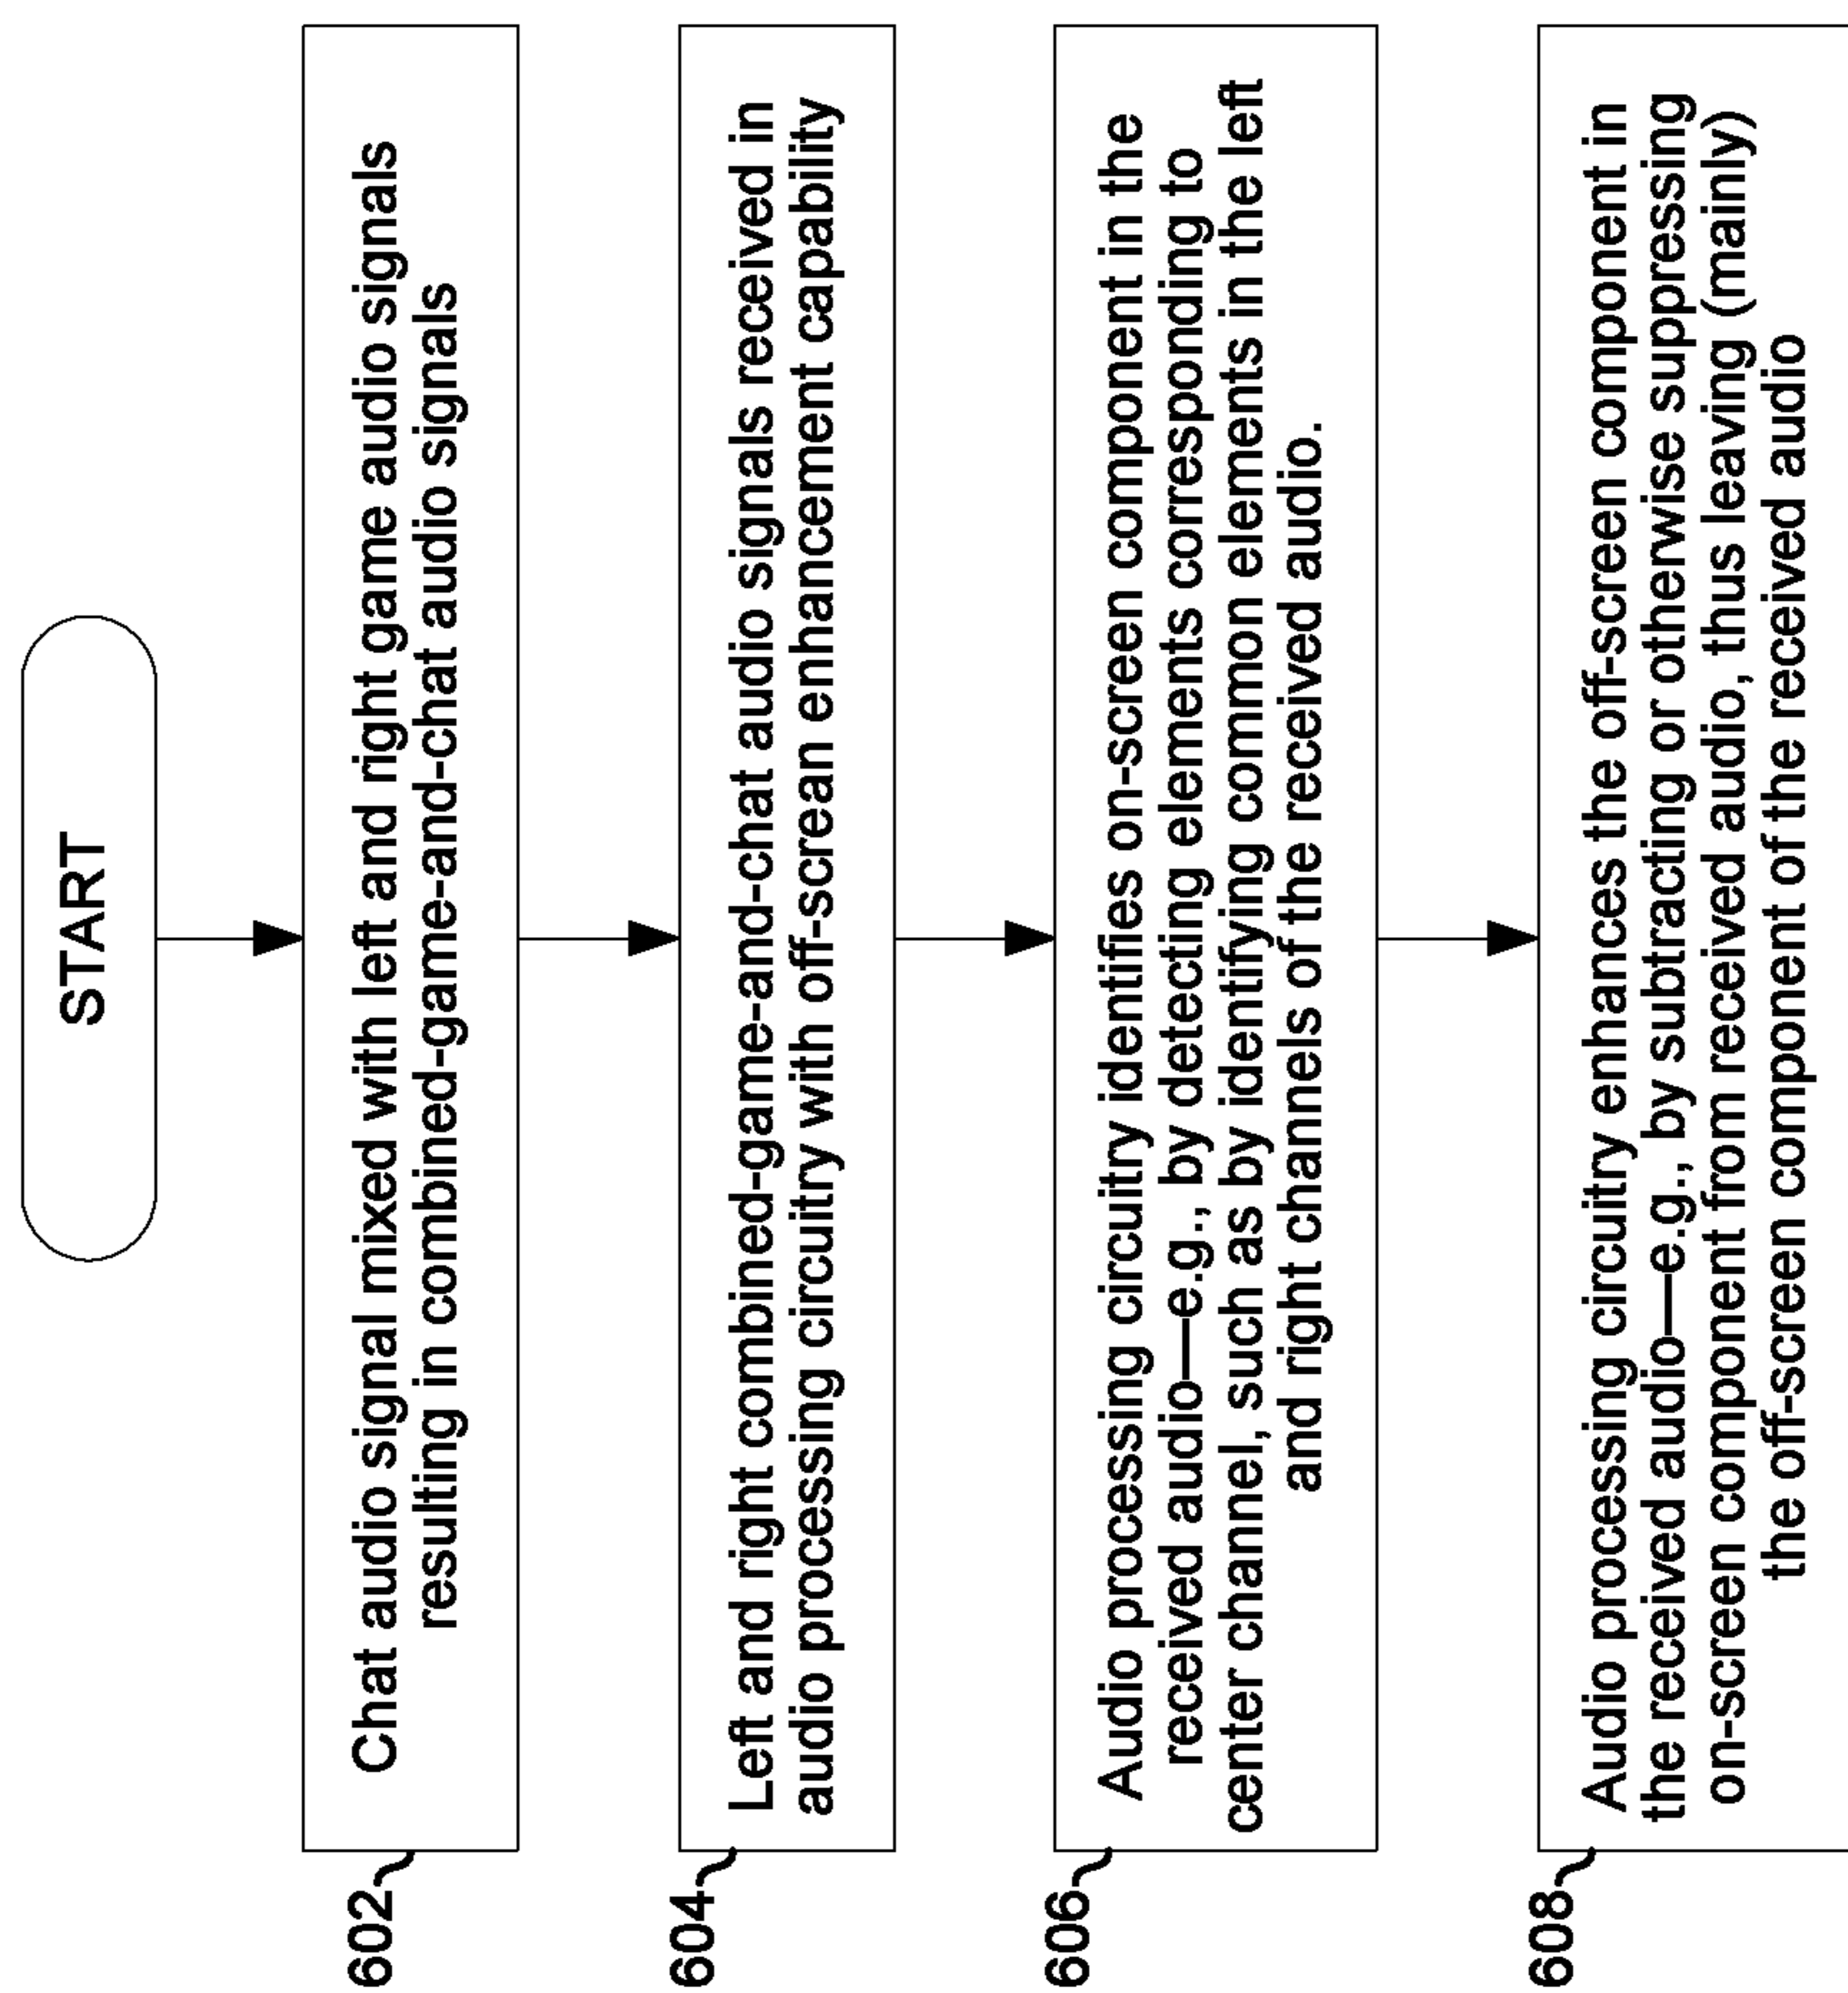 START
602
Chat audio signal mixed with left and right game audio signals
resulting in combined-game-and-chat audio signals
604
Left and right combined-game-and-chat audio signals received in
audio processing circuitry with off-screan enhancement capability
606
Audio processing circuitry identifies on-screen component in the
received audio—e.g., by detecting elements corresponding to
center channel, such as by identifying common elements in the left
and right channels of the received audio.
608
Audio processing circuitry enhances the off-screen component in
the received audio—e.g., by subtracting or otherwise suppressing
on-screen component from received audio, thus leaving (mainly)
the off-screen component of the received audio